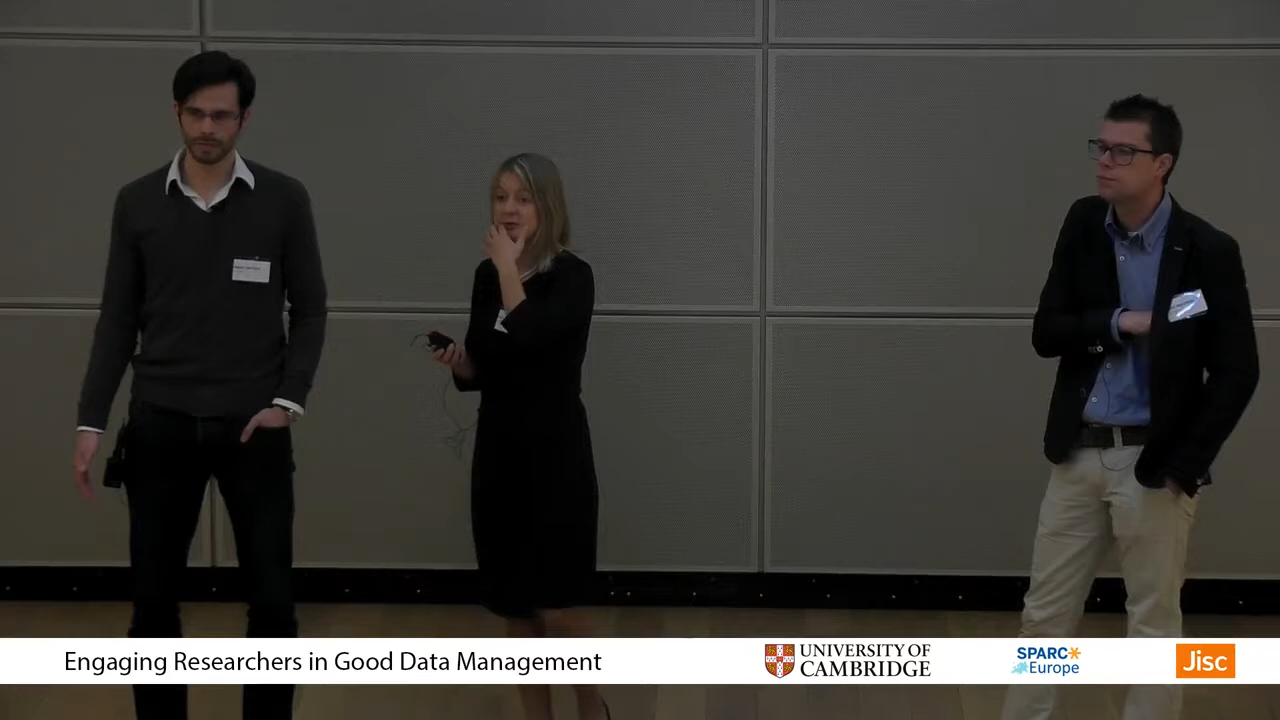 Engaging Researchers in Good Data Management
UNIVERSITY OF
CAMBRIDGE
SPARC
Europe
Jisc